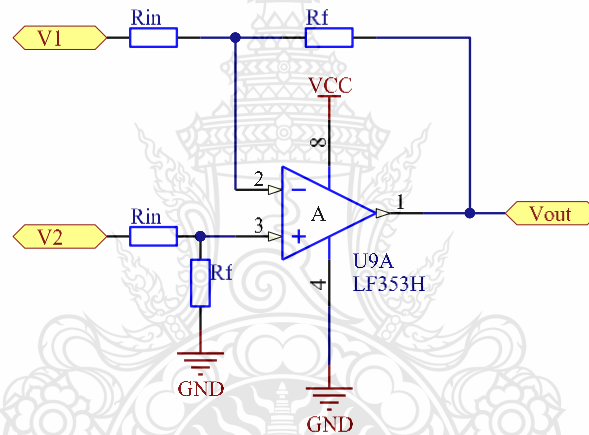 Rin
Rf
V1
VCC
8
2
1
A
Vout
Rin
3
V2
U9A
LF353H
Rf
4
GND
GND